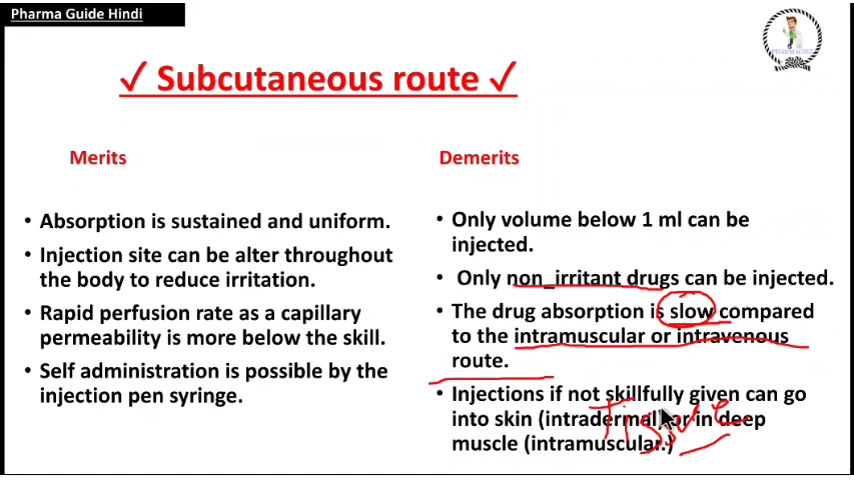 Pharma Guide Hindi
PHARMACIST
✓ Subcutaneous route ✓
Merits
• Absorption is sustained and uniform.
• Injection site can be alter throughout
the body to reduce irritation.
• Rapid perfusion rate as a capillary
permeability is more below the skill.
• Self administration is possible by the
injection pen syringe.
Demerits
• Only volume below 1 ml can be
injected.
• Only non_irritant drugs can be injected.
• The drug absorption is slow compared
to the intramuscular or intravenous
route.
• Injections if not skillfully given can go
into skin (intradermal) or in deep
muscle (intramuscular.)
Tissue